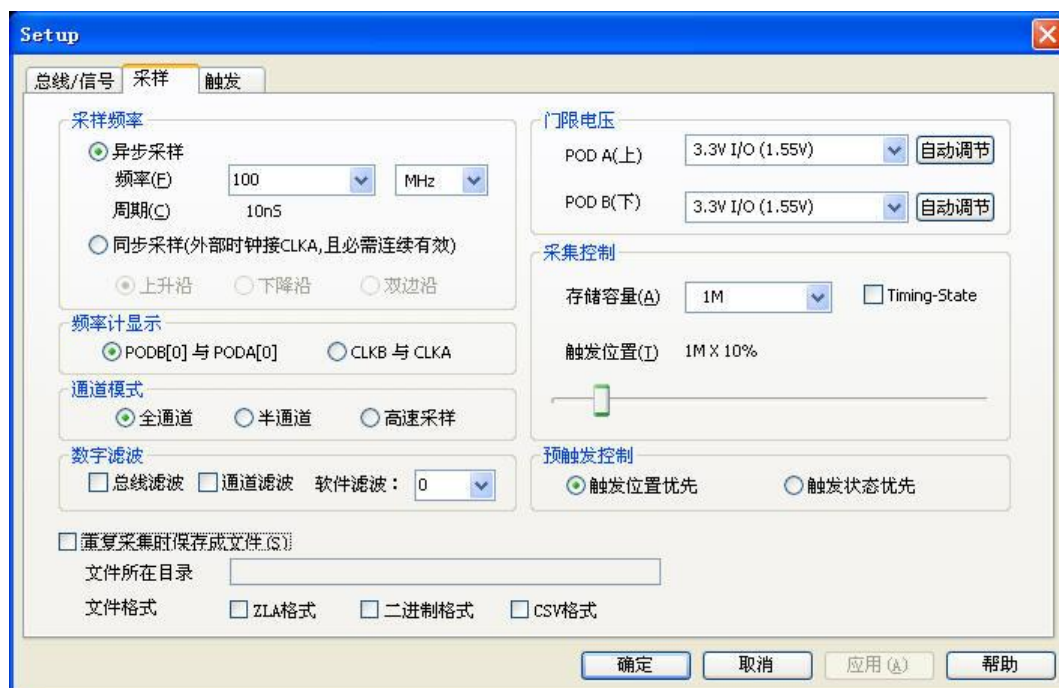 Setup
总线/信号 采样 触发
采样频率
异步采样
频率(F) 100 MHz
周期(C) 10nS
同步采样(外部时钟接CLKA,且必需连续有效)
上升沿 下降沿 双边沿
频率计显示
PODB[0] 与 PODA[0] CLKB 与 CLKA
通道模式
全通道 半通道 高速采样
数字滤波
总线滤波 通道滤波 软件滤波： 0
门限电压
POD A(上) 3.3V I/O (1.55V) 自动调节
POD B(下) 3.3V I/O (1.55V) 自动调节
采集控制
存储容量(A) 1M Timing-State
触发位置(T) 1M X 10%
预触发控制
触发位置优先 触发状态优先
重复采集时保存成文件(S)
文件所在目录
文件格式 ZLA格式 二进制格式 CSV格式
确定 取消 应用(A) 帮助